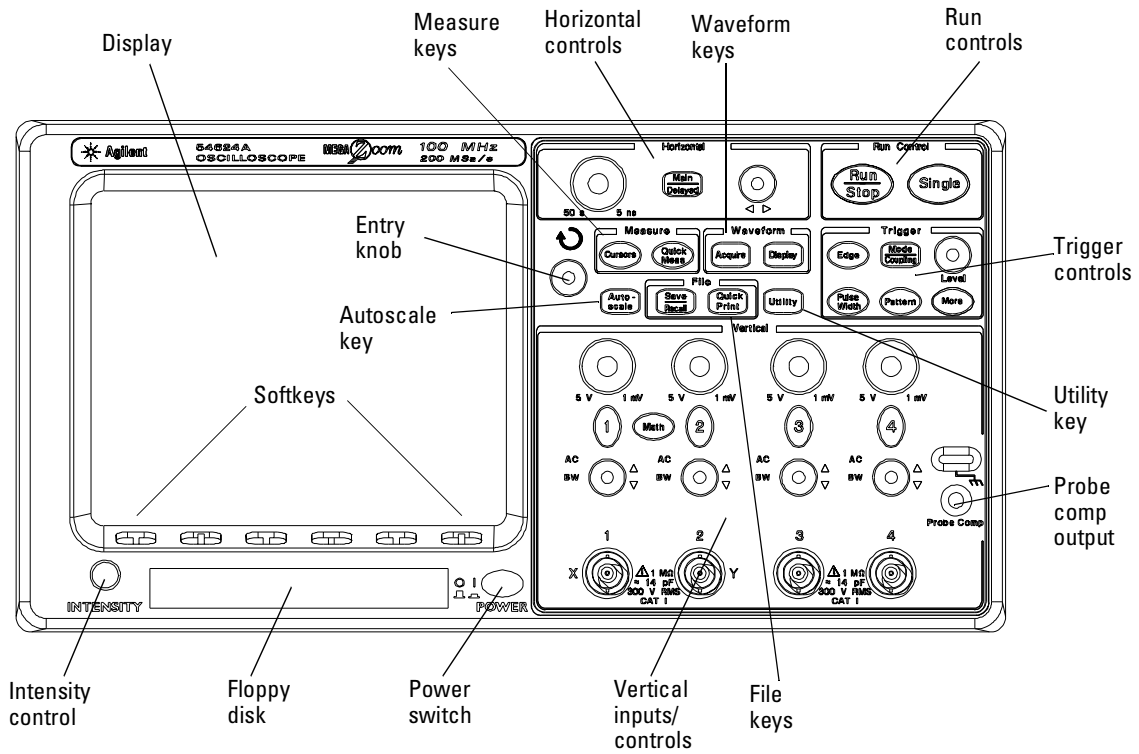 Display
Measure
keys
Horizontal
controls
Waveform
keys
Run
controls
Agilent
54624A
OSCILLOSCOPE
MEGA Zoom
100 MHz
200 MSa/s
Horizontal
Main
Delayed
50 s 5 ns
Run Control
Run
Stop
Single
Entry
knob
Measure
Cursors
Quick
Meas
Waveform
Acquire
Display
Trigger
Edge
Mode
Coupling
Level
Pulse
Width
Pattern
More
Trigger
controls
Autoscale
key
Auto-
scale
File
Save
Recall
Quick
Print
Utility
Vertical
5 V 1 mV
5 V 1 mV
5 V 1 mV
5 V 1 mV
Softkeys
1
Math
2
3
4
Utility
key
AC
BW
AC
BW
AC
BW
AC
BW
Probe Comp
Probe
comp
output
1
2
3
4
X
Y
1 MΩ
≈ 14 pF
300 V RMS
CAT I
1 MΩ
≈ 14 pF
300 V RMS
CAT I
INTENSITY
O I
POWER
Intensity
control
Floppy
disk
Power
switch
Vertical
inputs/
controls
File
keys